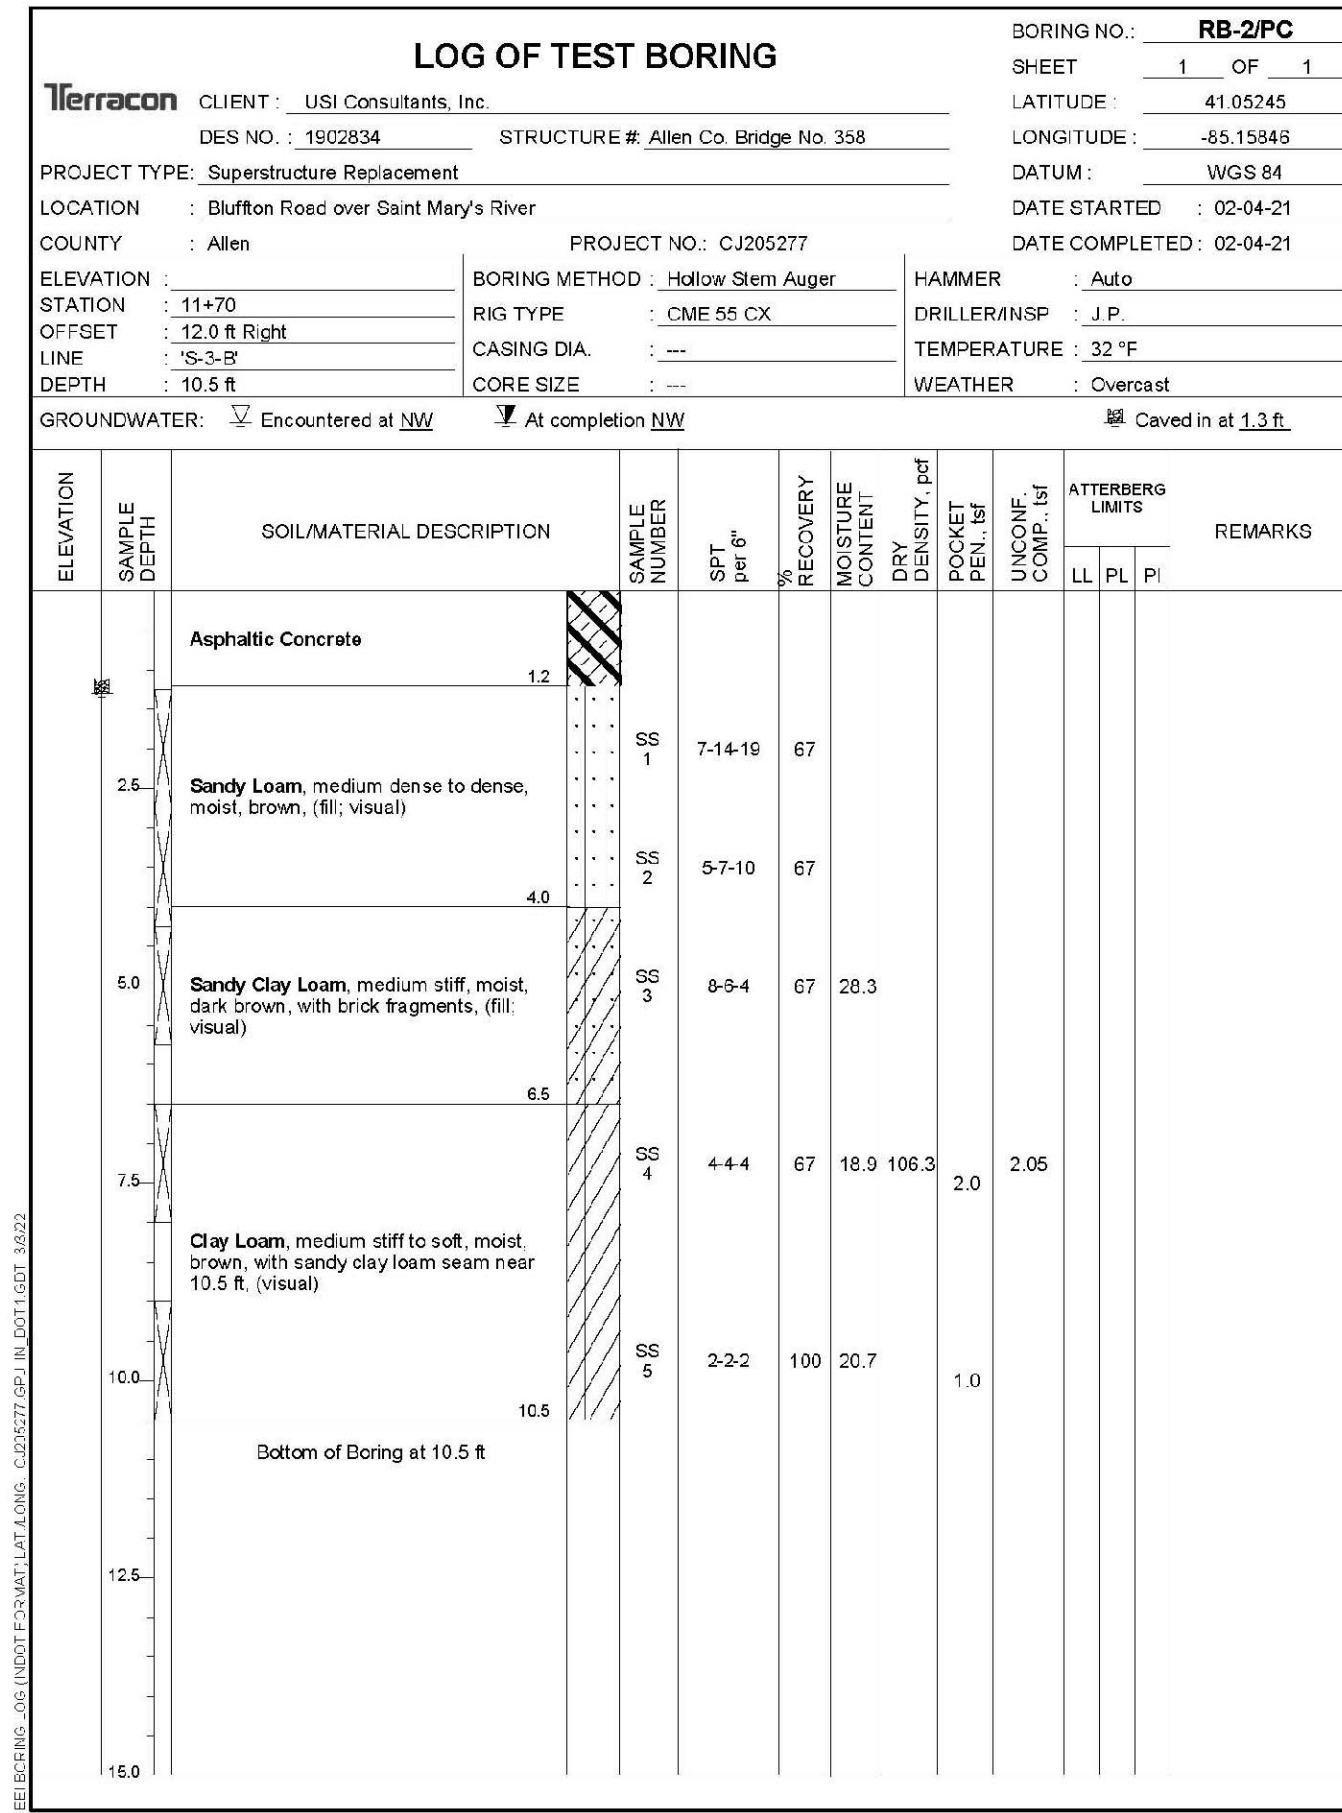 LOG OF TEST BORING
BORING NO.: RB-2/PC
SHEET 1 OF 1
Terracon CLIENT : USI Consultants, Inc.
LATITUDE : 41.05245
DES NO. : 1902834 STRUCTURE #: Allen Co. Bridge No. 358
LONGITUDE : -85.15846
PROJECT TYPE: Superstructure Replacement
DATUM : WGS 84
LOCATION : Bluffton Road over Saint Mary's River
DATE STARTED : 02-04-21
COUNTY : Allen PROJECT NO.: CJ205277
DATE COMPLETED : 02-04-21
ELEVATION :
STATION : 11+70
OFFSET : 12.0 ft Right
LINE : 'S-3-B'
DEPTH : 10.5 ft
BORING METHOD : Hollow Stem Auger
RIG TYPE : CME 55 CX
CASING DIA. : ---
CORE SIZE : ---
HAMMER : Auto
DRILLER/INSP : J.P.
TEMPERATURE : 32 °F
WEATHER : Overcast
GROUNDWATER: Encountered at NW At completion NW Caved in at 1.3 ft
ELEVATION
SAMPLE DEPTH
SOIL/MATERIAL DESCRIPTION
SAMPLE NUMBER
SPT per 6"
% RECOVERY
MOISTURE CONTENT
DRY DENSITY, pcf
POCKET PEN., tsf
UNCONF. COMP., tsf
ATTERBERG LIMITS
LL PL PI
REMARKS
Asphaltic Concrete
1.2
SS 1 7-14-19 67
2.5
Sandy Loam, medium dense to dense,
moist, brown, (fill; visual)
SS 2 5-7-10 67
4.0
5.0
Sandy Clay Loam, medium stiff, moist,
dark brown, with brick fragments, (fill;
visual)
SS 3 8-6-4 67 28.3
6.5
SS 4 4-4-4 67 18.9 106.3 2.0 2.05
7.5
Clay Loam, medium stiff to soft, moist,
brown, with sandy clay loam seam near
10.5 ft, (visual)
SS 5 2-2-2 100 20.7 1.0
10.0
10.5
Bottom of Boring at 10.5 ft
12.5
15.0
EEI BORING LOG (INDOT FORMAT; LAT./LONG. CJ205277.GPJ IN_DOT1.GDT 3/3/22